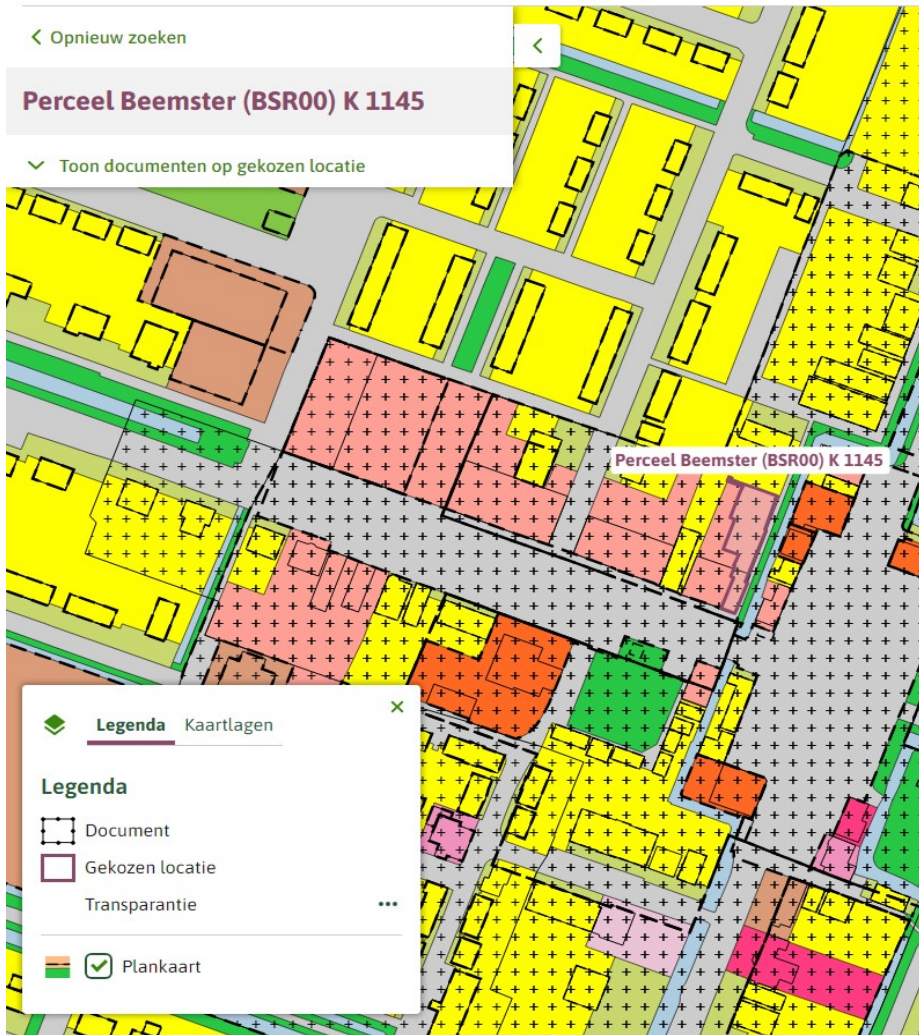 Opnieuw zoeken
Perceel Beemster (BSR00) K 1145
Toon documenten op gekozen locatie
Perceel Beemster (BSR00) K 1145
Legenda Kaartlagen
Legenda
Document
Gekozen locatie
Transparantie
Plankaart